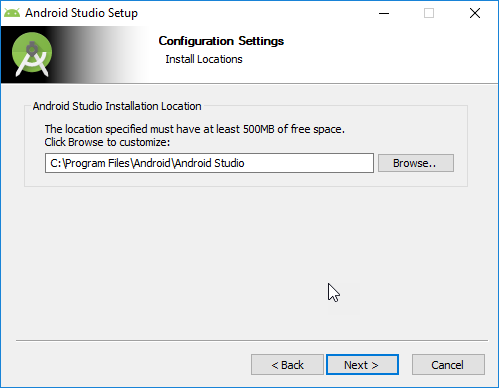 Android Studio Setup
Configuration Settings
Install Locations
Android Studio Installation Location
The location specified must have at least 500MB of free space.
Click Browse to customize:
C:\Program Files\Android\Android Studio
Browse..
< Back
Next >
Cancel